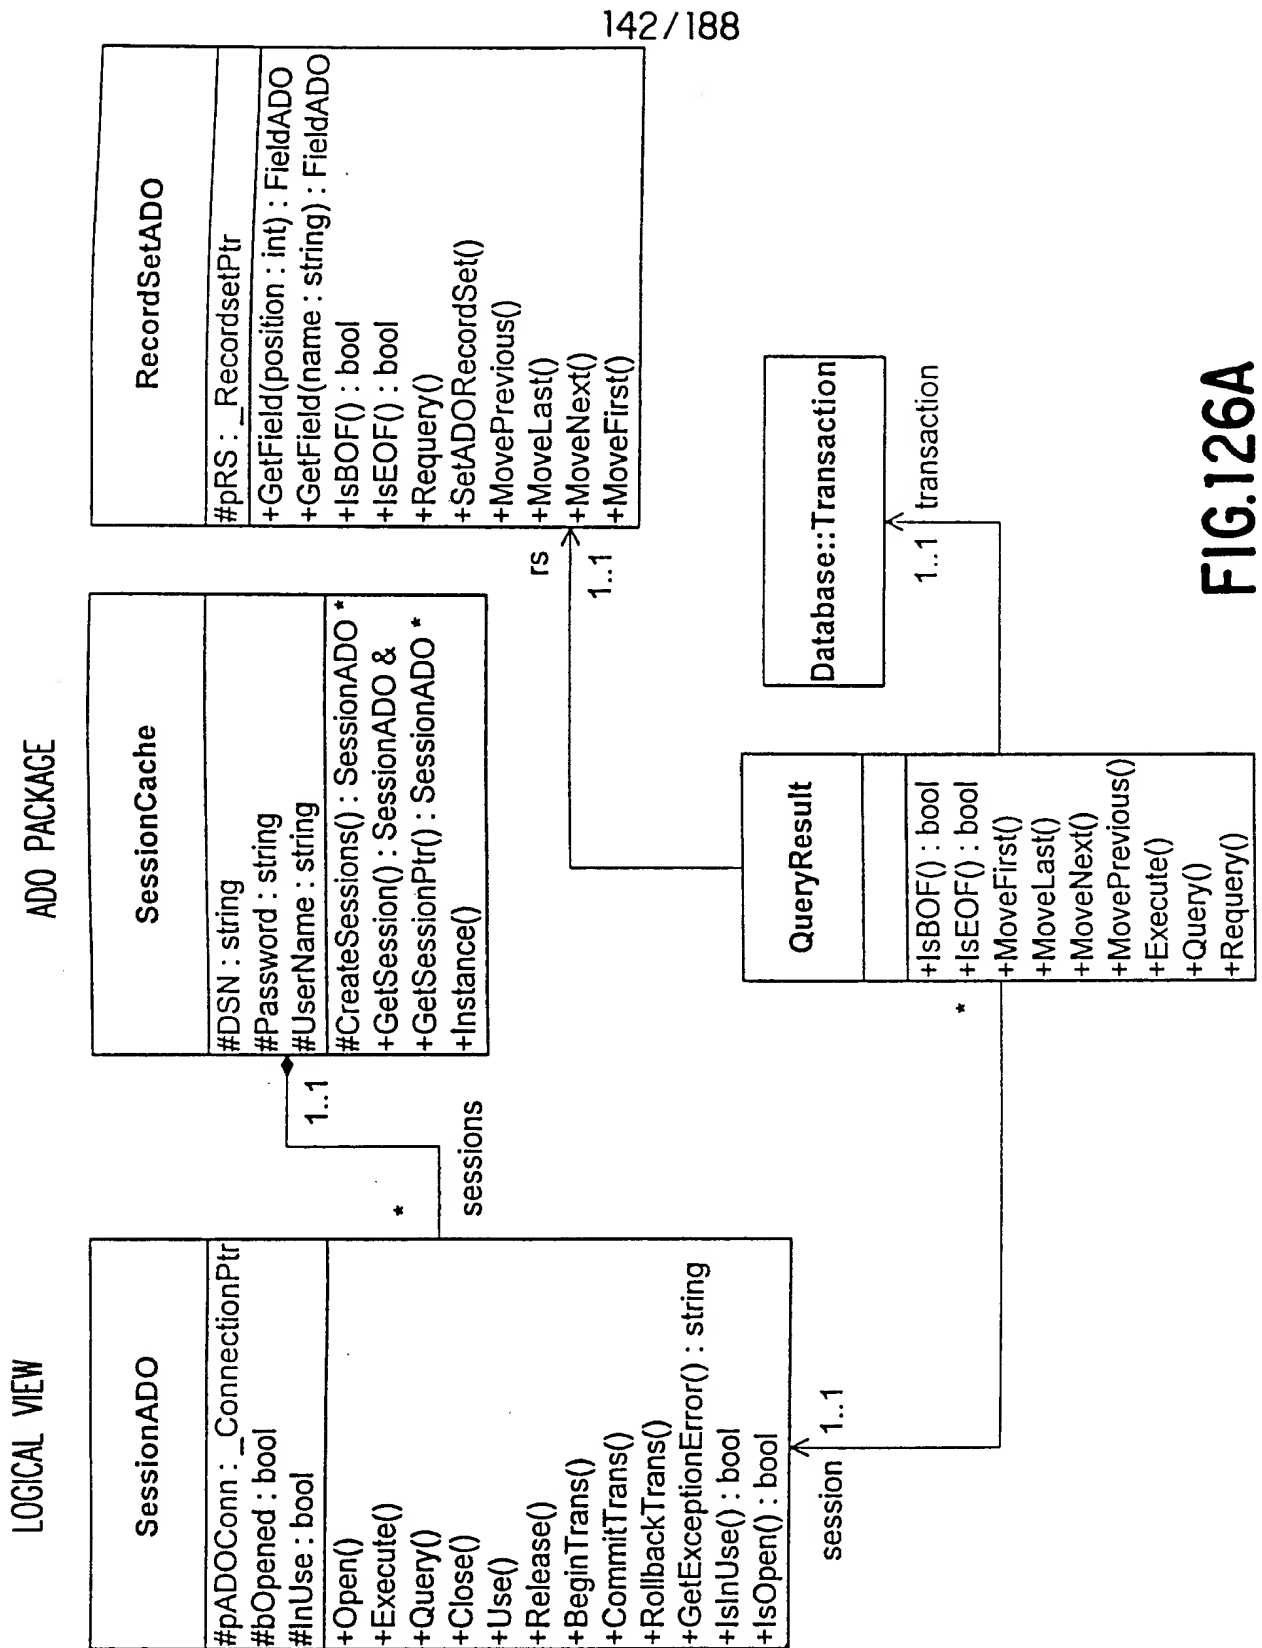 142/188
LOGICAL VIEW
ADO PACKAGE
SessionADO
#pADOConn : _ConnectionPtr
#bOpened : bool
#InUse : bool
+Open()
+Execute()
+Query()
+Close()
+Use()
+Release()
+BeginTrans()
+CommitTrans()
+RollbackTrans()
+GetExceptionError() : string
+IsInUse() : bool
+IsOpen() : bool
*
sessions
1..1
SessionCache
#DSN : string
#Password : string
#UserName : string
#CreateSessions() : SessionADO *
+GetSession() : SessionADO &
+GetSessionPtr() : SessionADO *
+Instance()
RecordSetADO
#pRS : _RecordsetPtr
+GetField(position : int) : FieldADO
+GetField(name : string) : FieldADO
+IsBOF() : bool
+IsEOF() : bool
+Requery()
+SetADORecordSet()
+MovePrevious()
+MoveLast()
+MoveNext()
+MoveFirst()
rs
1..1
session 1..1
*
QueryResult
+IsBOF() : bool
+IsEOF() : bool
+MoveFirst()
+MoveLast()
+MoveNext()
+MovePrevious()
+Execute()
+Query()
+Requery()
Database::Transaction
1..1 transaction
FIG.126A